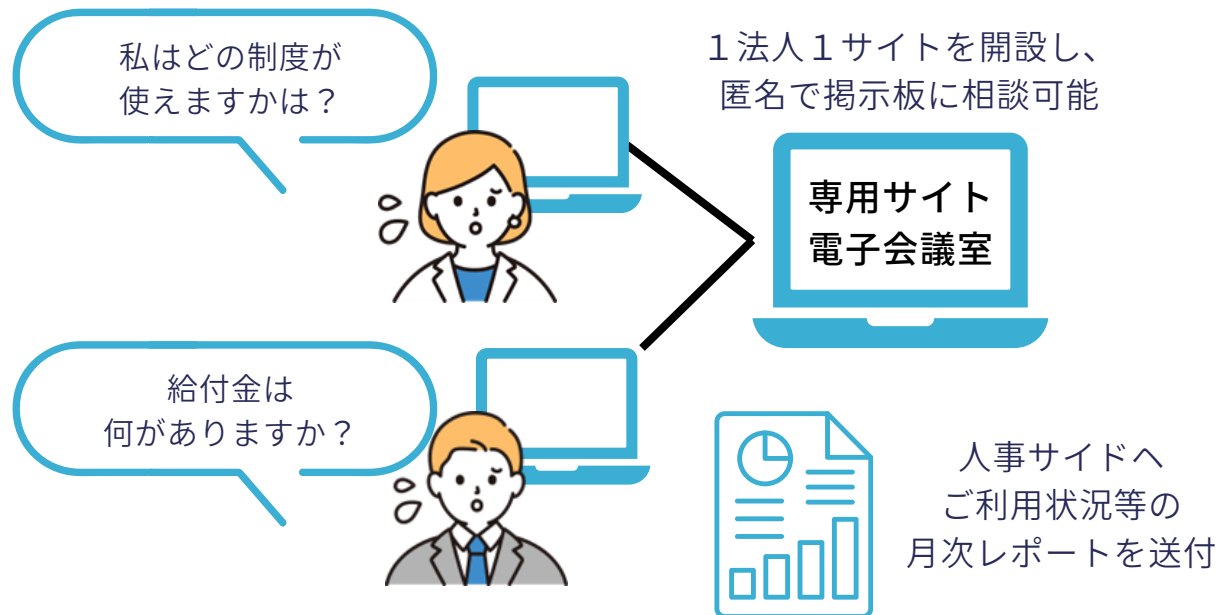 私はどの制度が
使えますかは？
１法人１サイトを開設し、
匿名で掲示板に相談可能
専用サイト
電子会議室
給付金は
何がありますか？
人事サイドへ
ご利用状況等の
月次レポートを送付